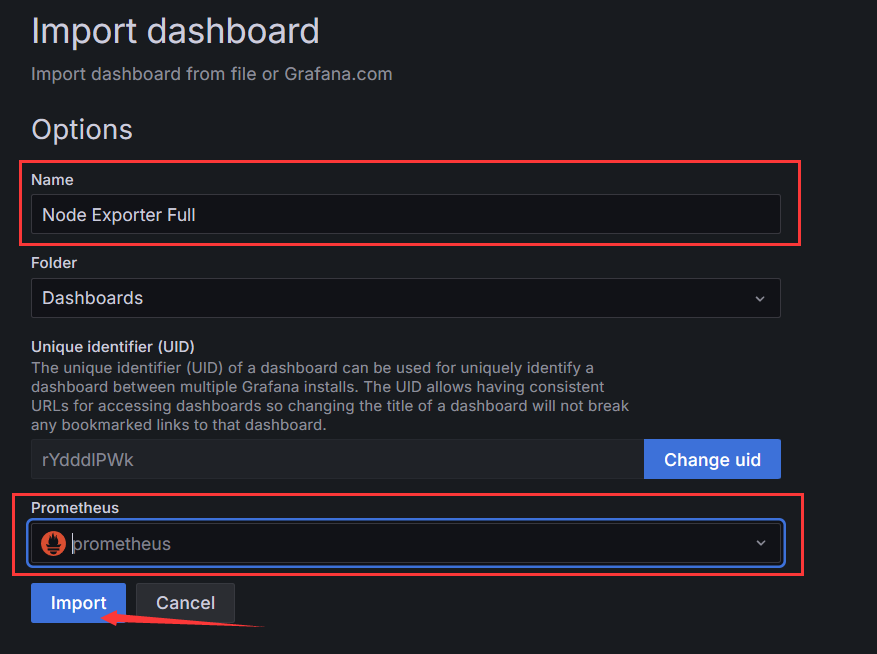 Import dashboard
Import dashboard from file or Grafana.com
Options
Name
Node Exporter Full
Folder
Dashboards
Unique identifier (UID)
The unique identifier (UID) of a dashboard can be used for uniquely identify a
dashboard between multiple Grafana installs. The UID allows having consistent
URLs for accessing dashboards so changing the title of a dashboard will not break
any bookmarked links to that dashboard.
rYdddlPWk
Change uid
Prometheus
prometheus
Import
Cancel